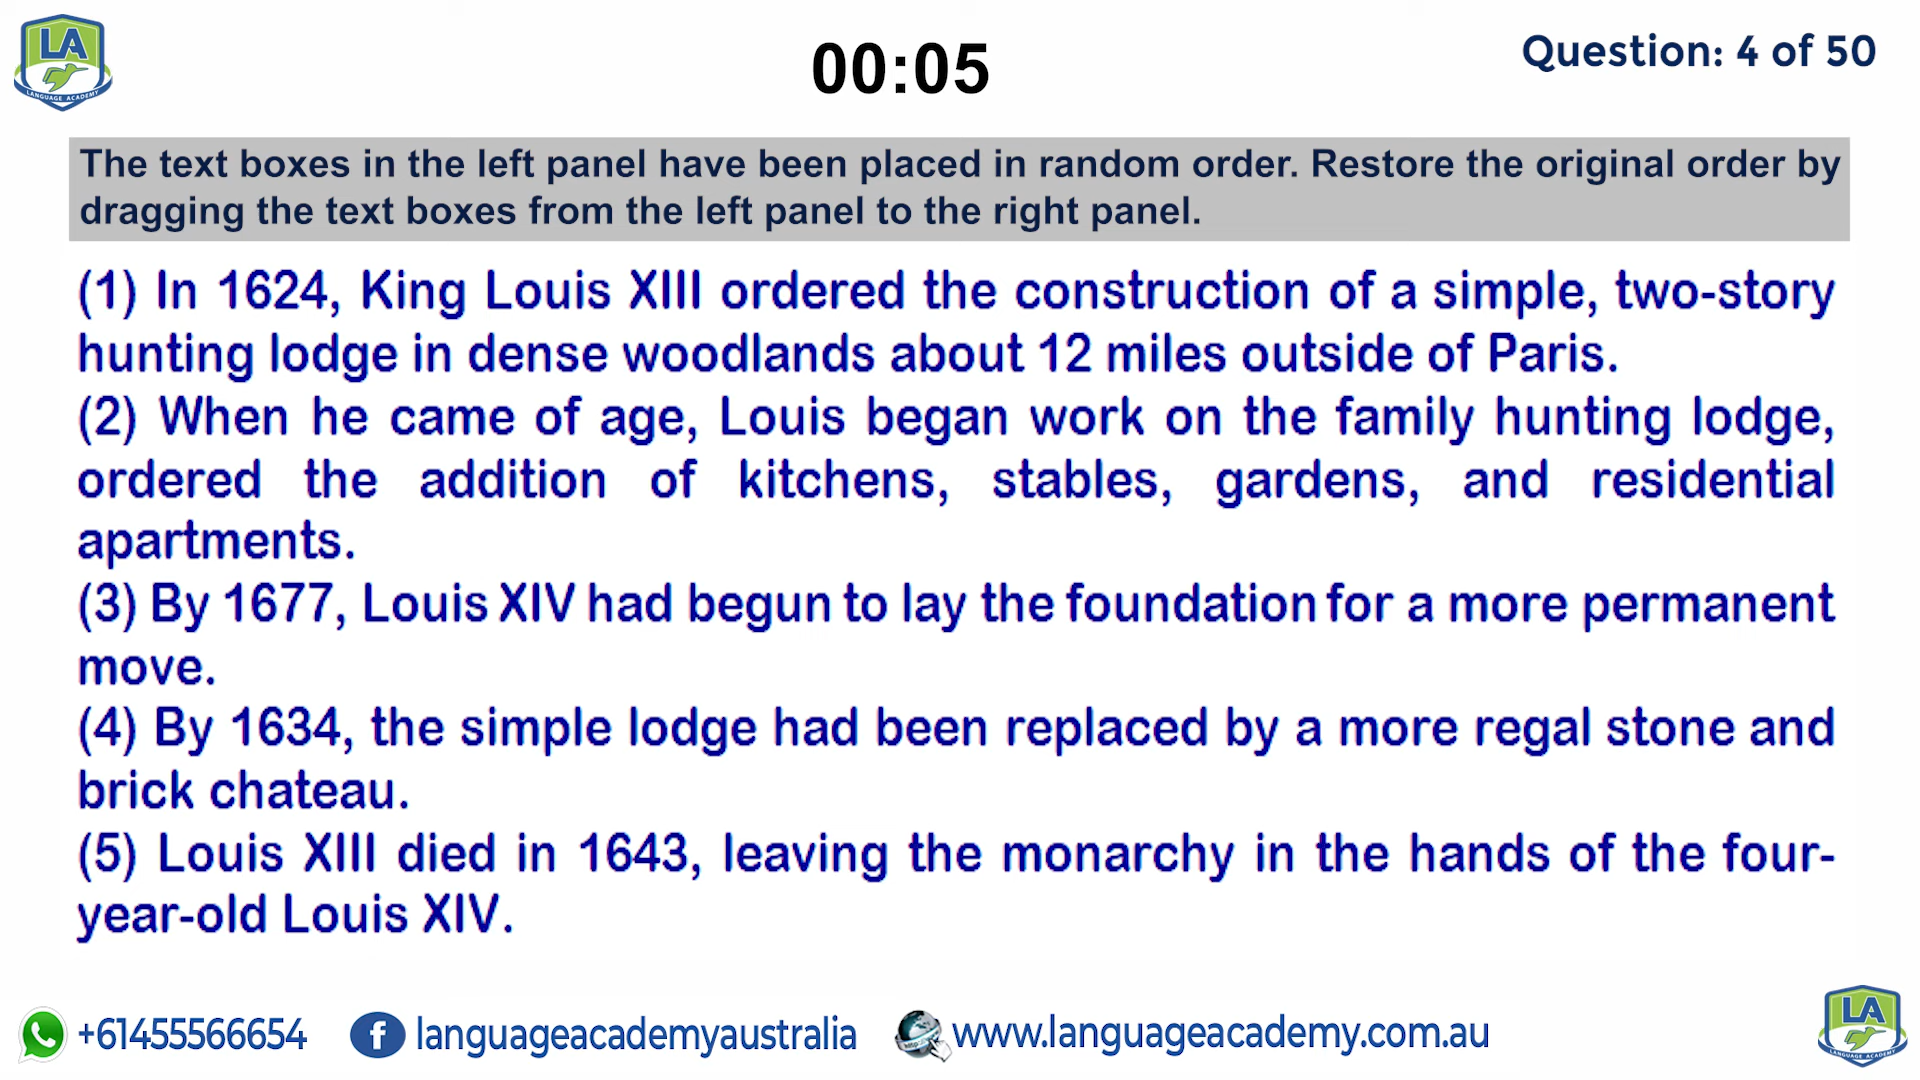 LA
LANGUAGE ACADEMY
00:05
Question: 4 of 50
The text boxes in the left panel have been placed in random order. Restore the original order by
dragging the text boxes from the left panel to the right panel.
(1) In 1624, King Louis XIII ordered the construction of a simple, two-story
hunting lodge in dense woodlands about 12 miles outside of Paris.
(2) When he came of age, Louis began work on the family hunting lodge,
ordered the addition of kitchens, stables, gardens, and residential
apartments.
(3) By 1677, Louis XIV had begun to lay the foundation for a more permanent
move.
(4) By 1634, the simple lodge had been replaced by a more regal stone and
brick chateau.
(5) Louis XIII died in 1643, leaving the monarchy in the hands of the four-
year-old Louis XIV.
+61455566654
f languageacademyaustralia
www.languageacademy.com.au
LA
LANGUAGE ACADEMY